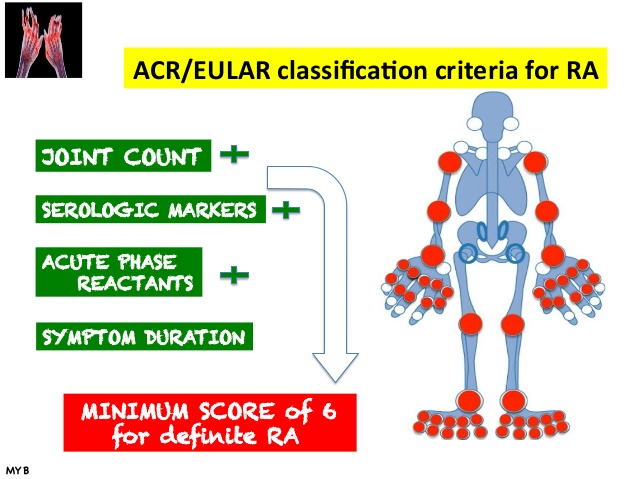 ACR/EULAR classification criteria for RA
JOINT COUNT +
SEROLOGIC MARKERS +
ACUTE PHASE
REACTANTS +
SYMPTOM DURATION
MINIMUM SCORE of 6
for definite RA
MYB